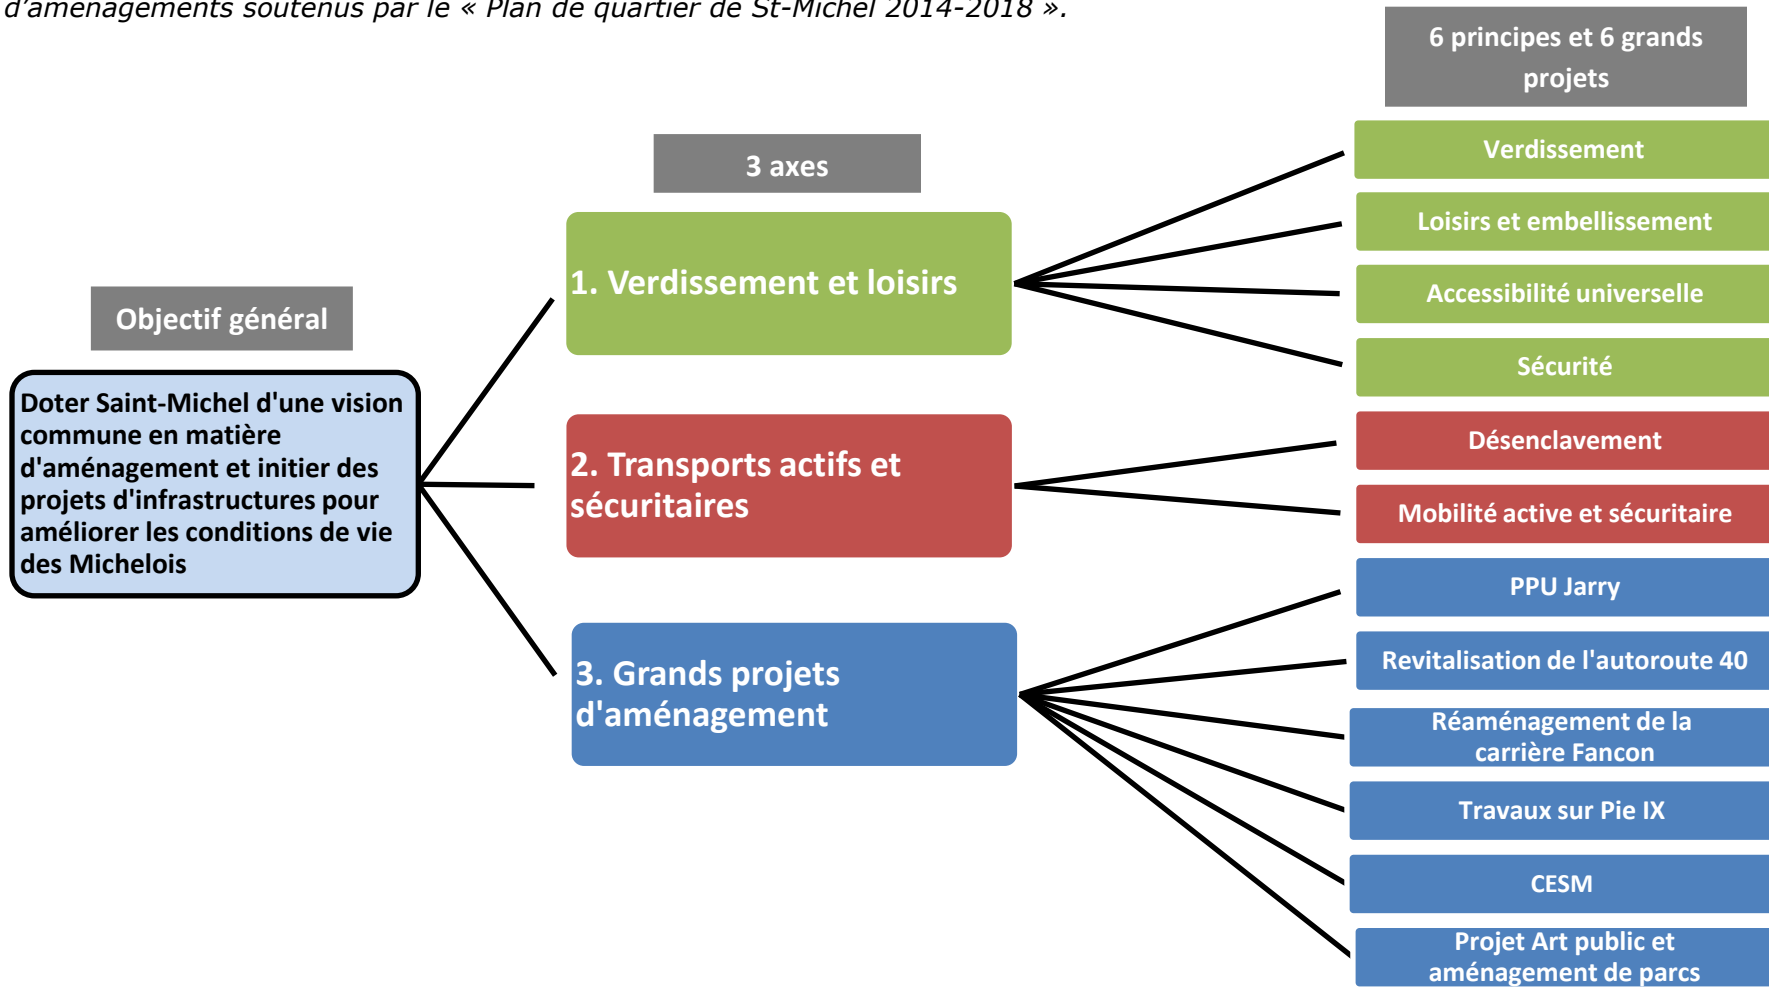 d'aménagements soutenus par le « Plan de quartier de St-Michel 2014-2018 ».
6 principes et 6 grands
projets
3 axes
Objectif général
Doter Saint-Michel d'une vision
commune en matière
d'aménagement et initier des
projets d'infrastructures pour
améliorer les conditions de vie
des Michelois
1. Verdissement et loisirs
2. Transports actifs et
sécuritaires
3. Grands projets
d'aménagement
Verdissement
Loisirs et embellissement
Accessibilité universelle
Sécurité
Désenclavement
Mobilité active et sécuritaire
PPU Jarry
Revitalisation de l'autoroute 40
Réaménagement de la
carrière Fancon
Travaux sur Pie IX
CESM
Projet Art public et
aménagement de parcs